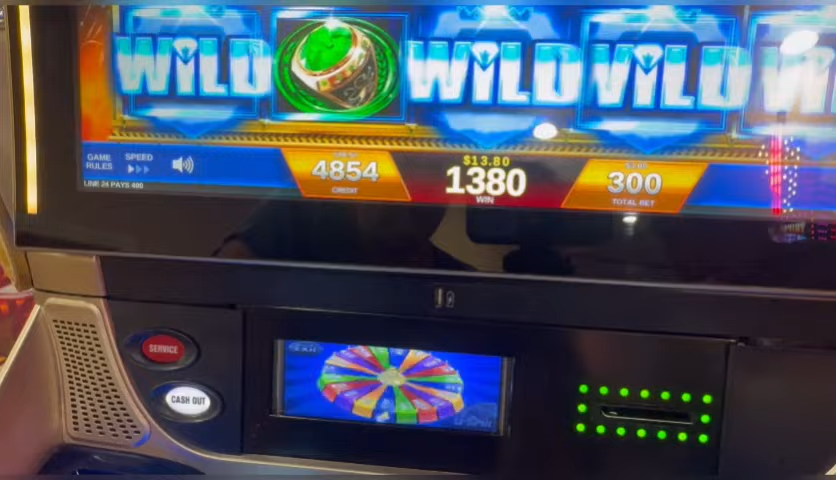 WILD WILD WILD W
GAME RULES SPEED
4854
CREDIT
$13.80
1380
WIN
300
TOTAL BET
LINE 24 PAYS 400
SERVICE
CASH OUT